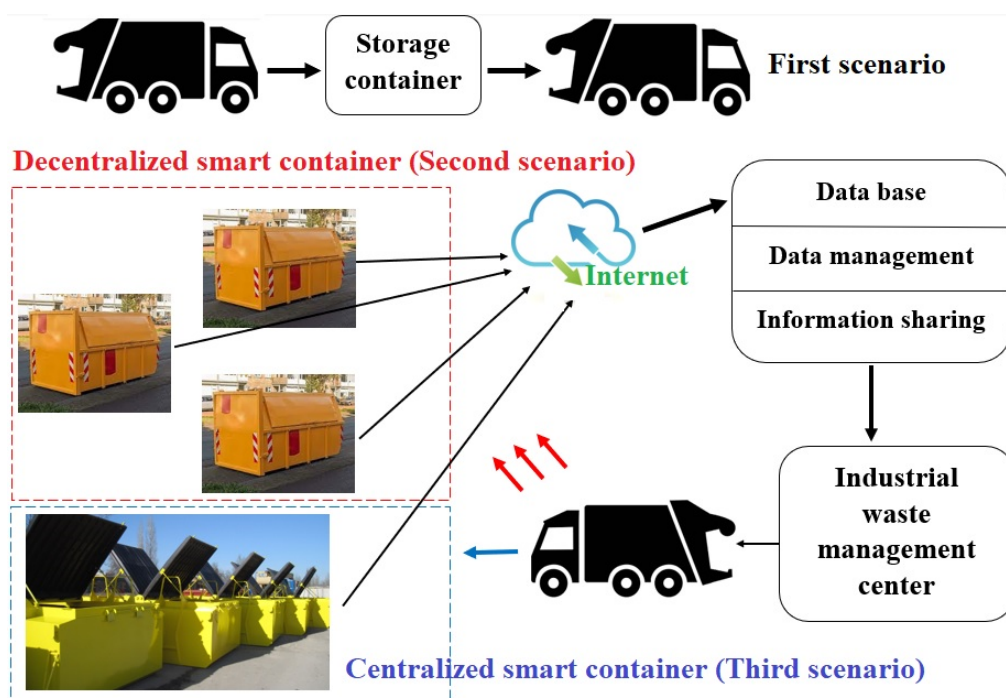 Storage
container
First scenario
Decentralized smart container (Second scenario)
Internet
Data base
Data management
Information sharing
Industrial
waste
management
center
Centralized smart container (Third scenario)